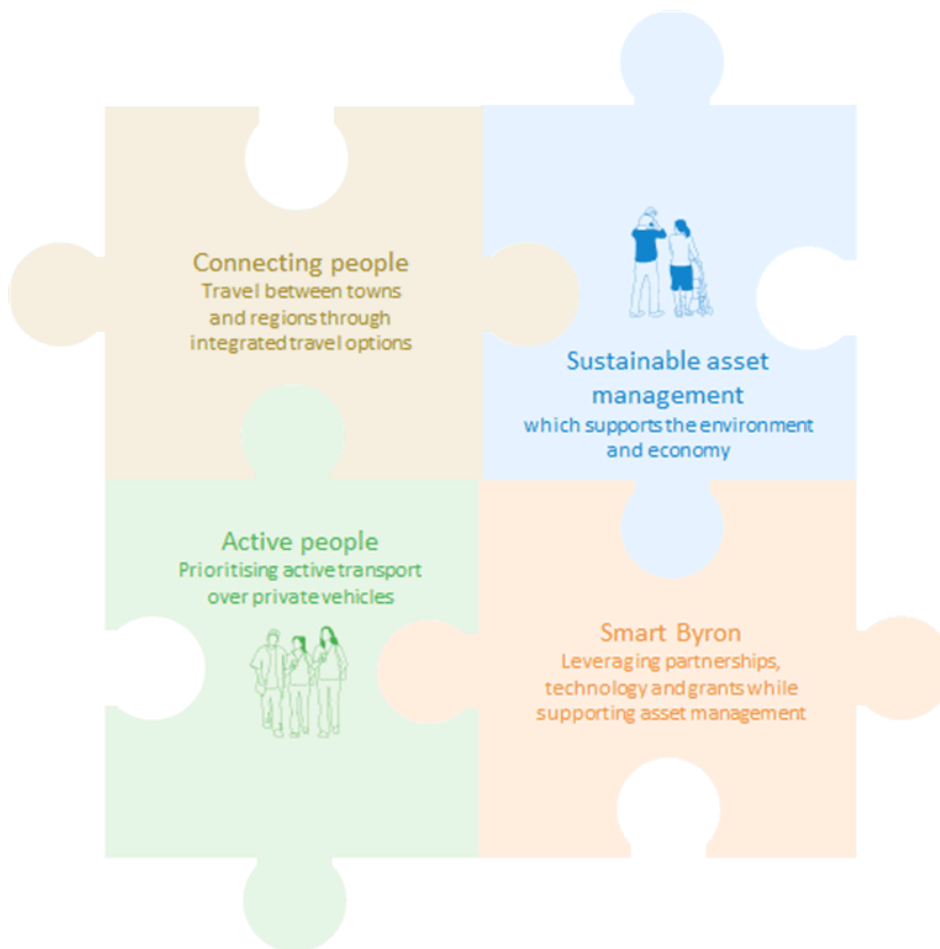 Connecting people
Travel between towns
and regions through
integrated travel options
Sustainable asset
management
which supports the environment
and economy
Active people
Prioritising active transport
over private vehicles
Smart Byron
Leveraging partnerships,
technology and grants while
supporting asset management